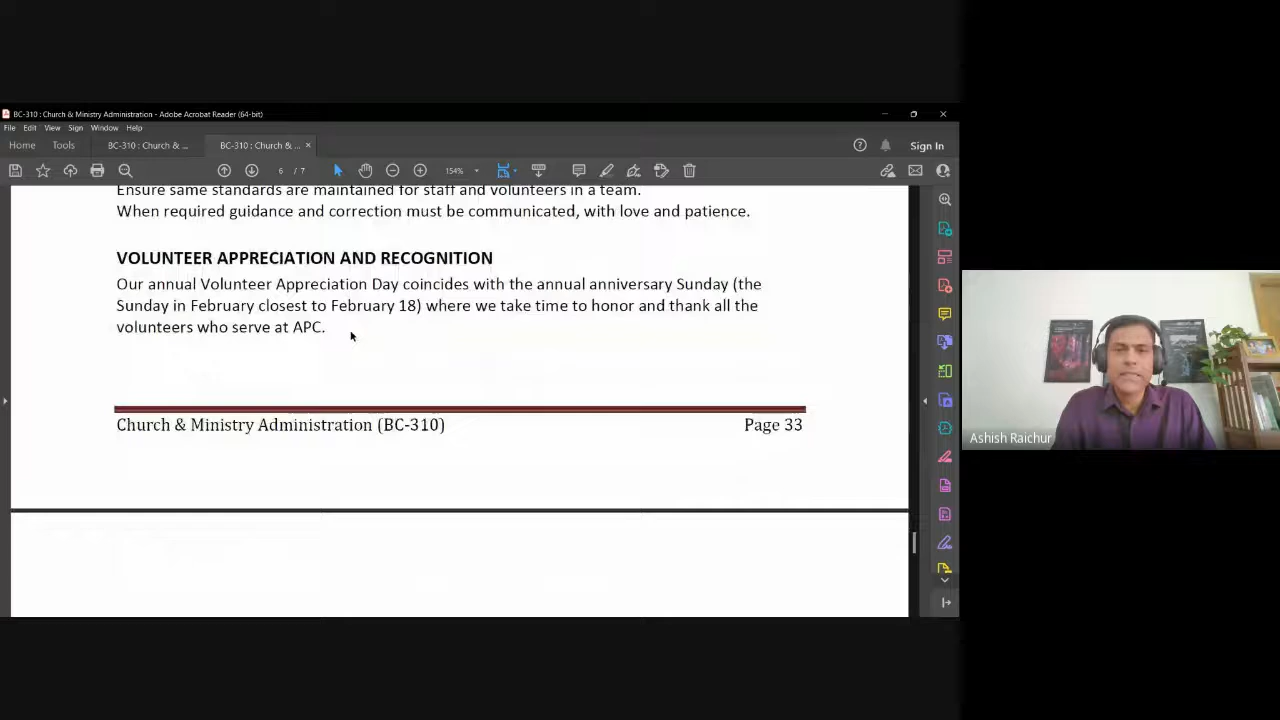 BC-310 : Church & Ministry Administration - Adobe Acrobat Reader (64-bit)
File Edit View Sign Window Help
Home Tools BC-310 : Church & ... BC-310 : Church & ... × Sign In
6 / 7 154%
Ensure same standards are maintained for staff and volunteers in a team.
When required guidance and correction must be communicated, with love and patience.
VOLUNTEER APPRECIATION AND RECOGNITION
Our annual Volunteer Appreciation Day coincides with the annual anniversary Sunday (the
Sunday in February closest to February 18) where we take time to honor and thank all the
volunteers who serve at APC.
Church & Ministry Administration (BC-310) Page 33
Ashish Raichur